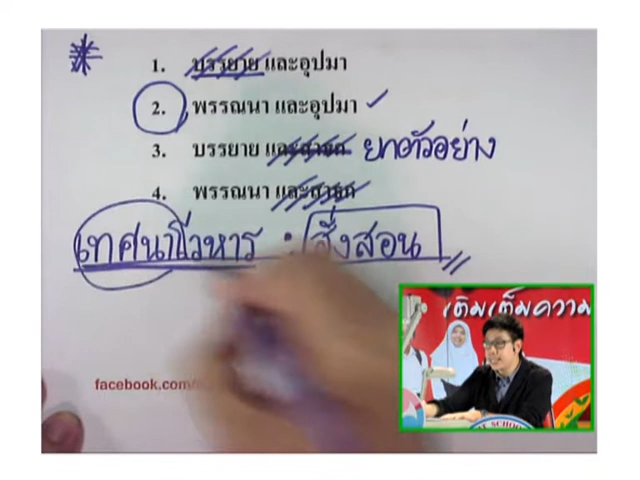 1. บรรยาย และอุปมา
2. พรรณนา และอุปมา
3. บรรยาย และสาธก ยกตัวอย่าง
4. พรรณนา และสาธก
เทศนาโวหาร : สั่งสอน
เติมเต็มความ
facebook.com/
SCHOOL